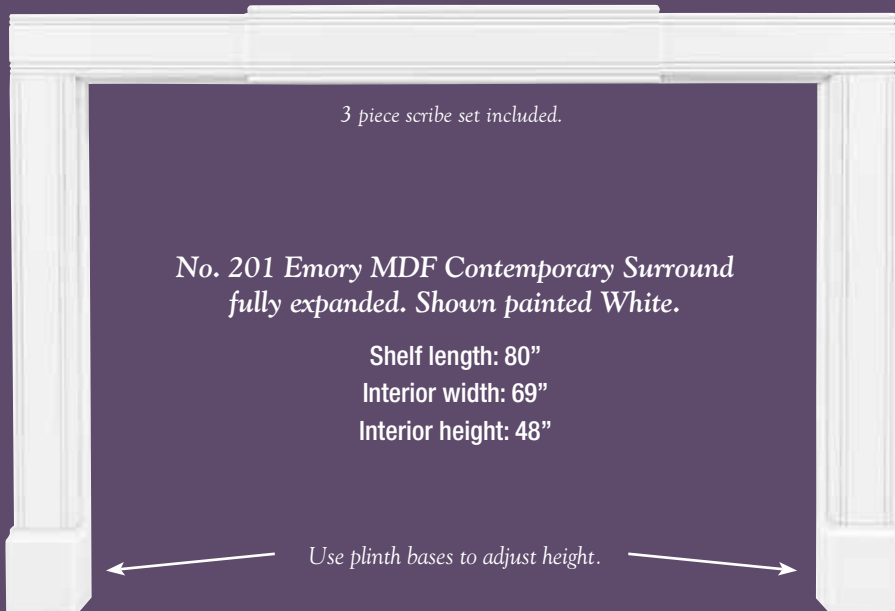 3 piece scribe set included.
No. 201 Emory MDF Contemporary Surround
fully expanded. Shown painted White.
Shelf length: 80”
Interior width: 69”
Interior height: 48”
Use plinth bases to adjust height.